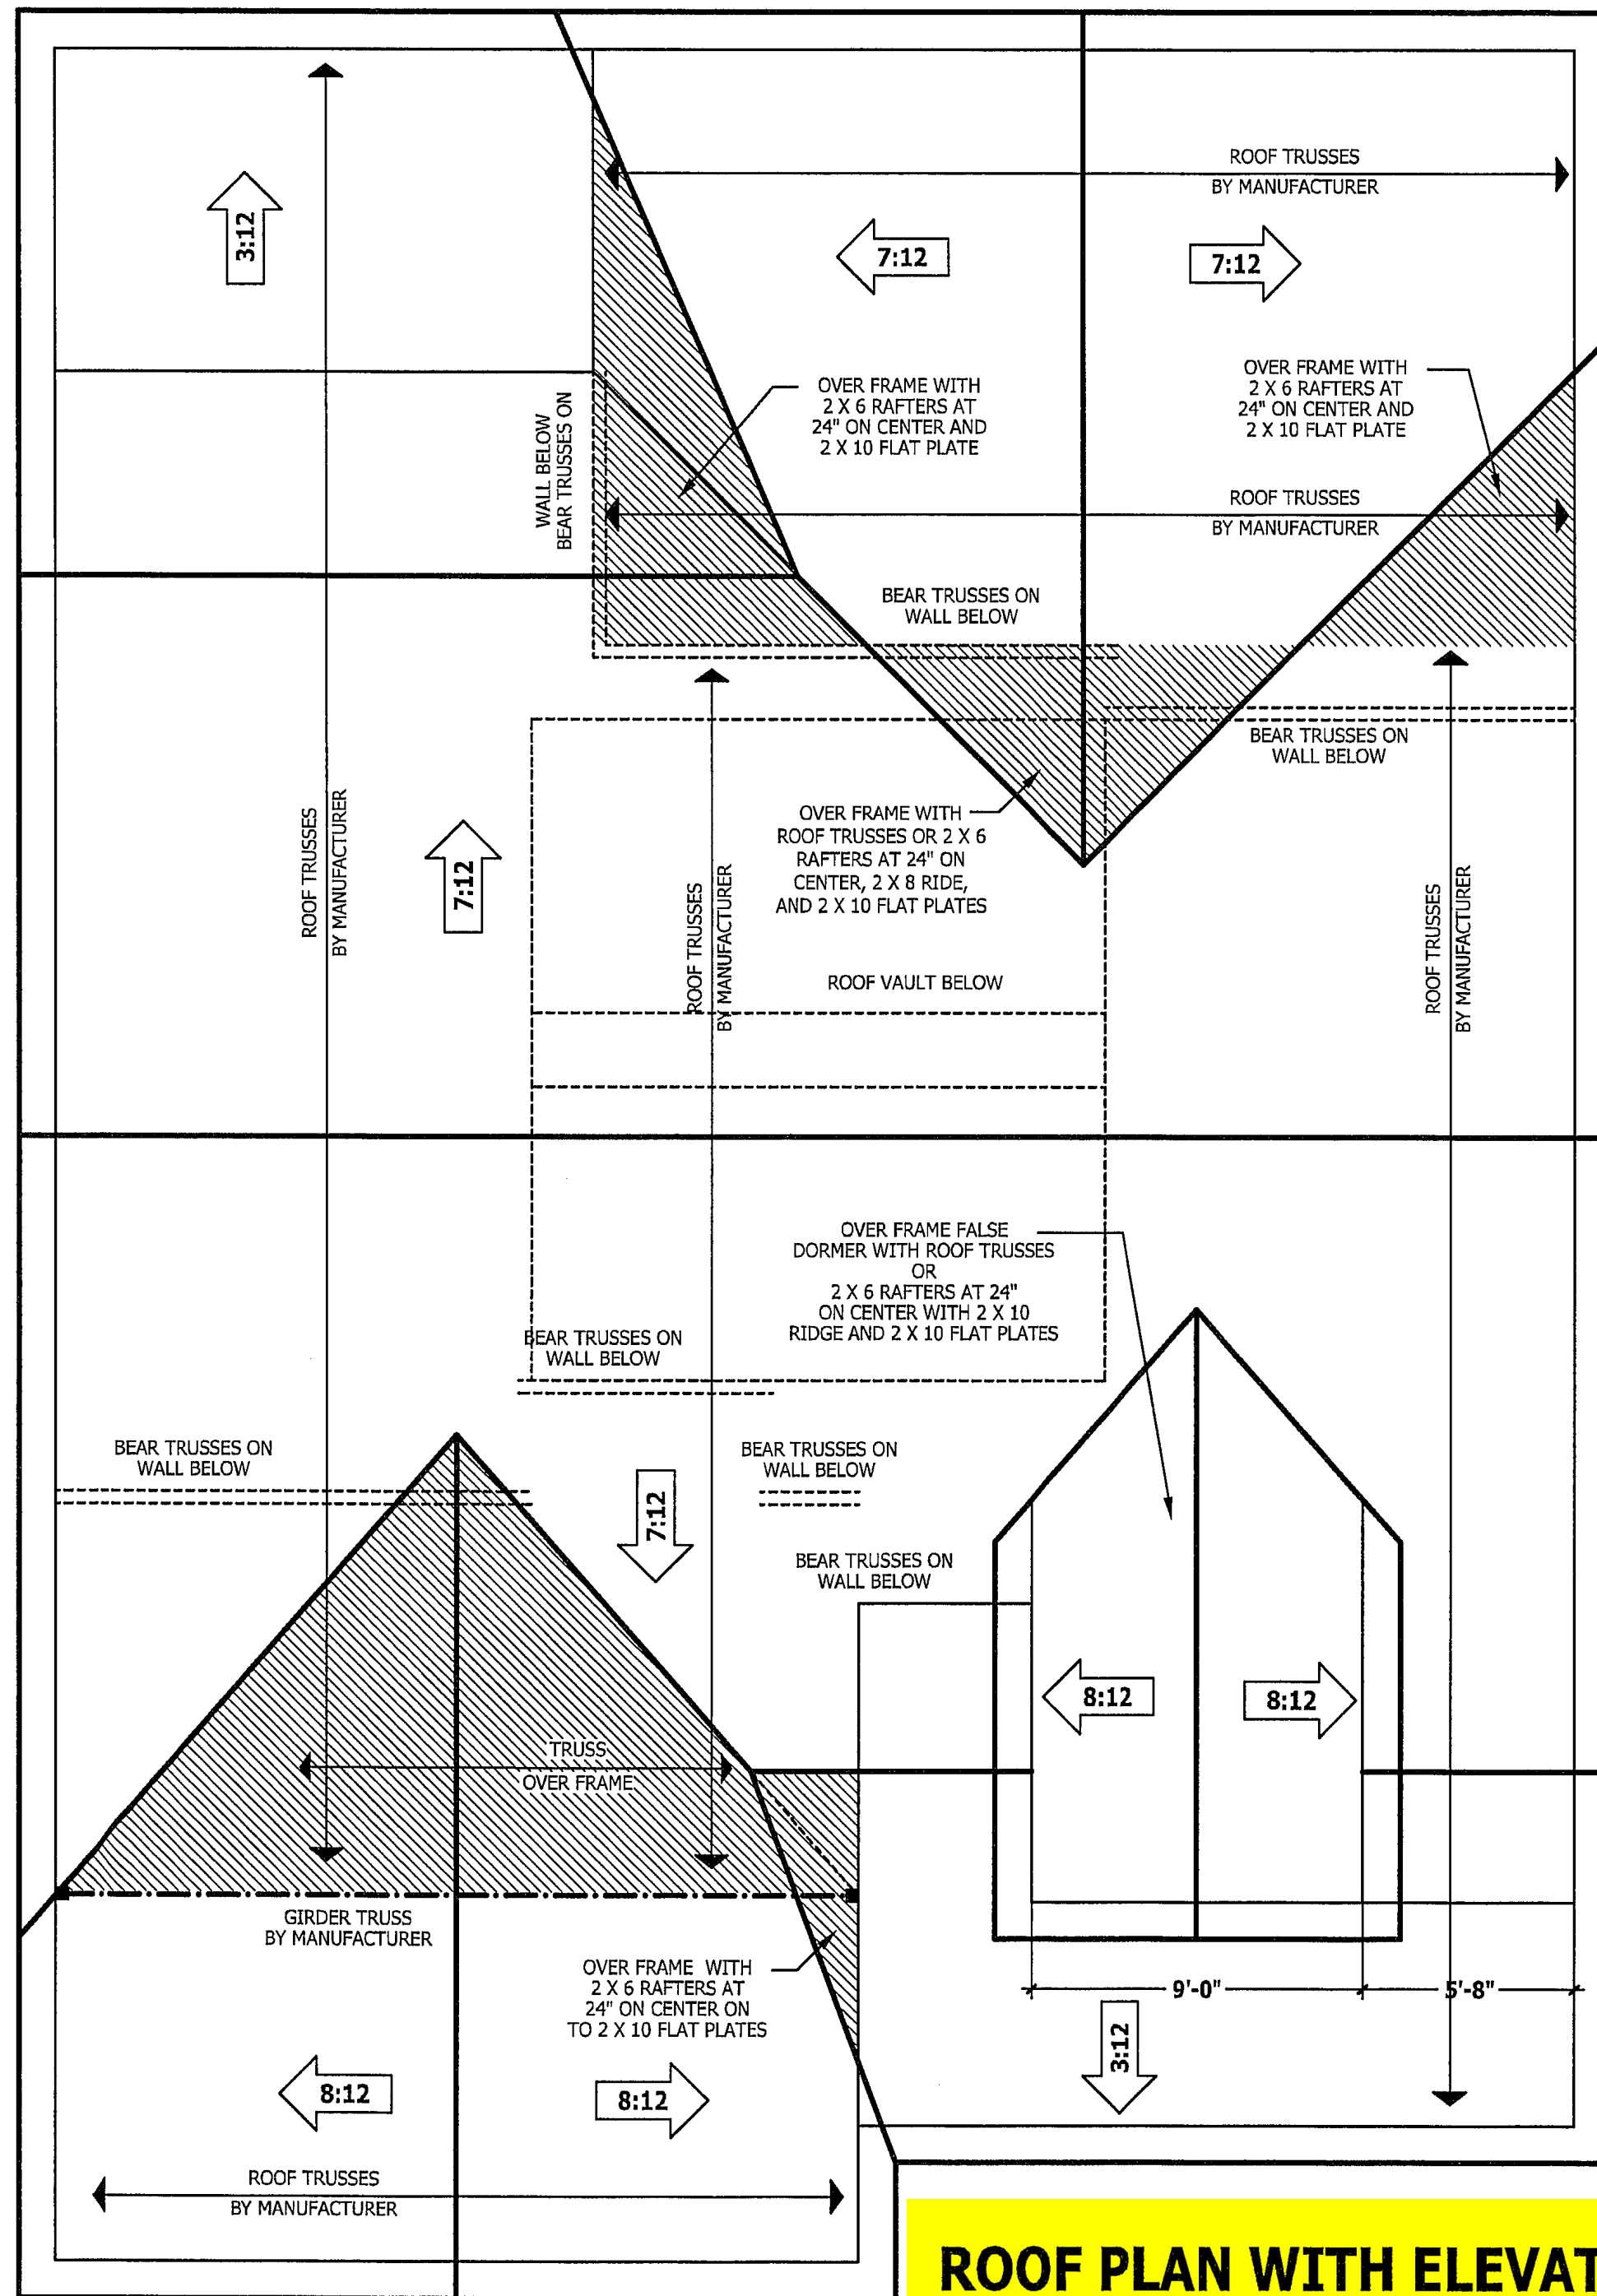 ROOF TRUSSES
BY MANUFACTURER
3:12
7:12
7:12
OVER FRAME WITH
2 X 6 RAFTERS AT
24" ON CENTER AND
2 X 10 FLAT PLATE
OVER FRAME WITH
2 X 6 RAFTERS AT
24" ON CENTER AND
2 X 10 FLAT PLATE
WALL BELOW
BEAR TRUSSES ON
ROOF TRUSSES
BY MANUFACTURER
BEAR TRUSSES ON
WALL BELOW
BEAR TRUSSES ON
WALL BELOW
ROOF TRUSSES
BY MANUFACTURER
7:12
OVER FRAME WITH
ROOF TRUSSES OR 2 X 6
RAFTERS AT 24" ON
CENTER, 2 X 8 RIDE,
AND 2 X 10 FLAT PLATES
ROOF TRUSSES
BY MANUFACTURER
ROOF TRUSSES
BY MANUFACTURER
ROOF VAULT BELOW
OVER FRAME FALSE
DORMER WITH ROOF TRUSSES
OR
2 X 6 RAFTERS AT 24"
ON CENTER WITH 2 X 10
RIDGE AND 2 X 10 FLAT PLATES
BEAR TRUSSES ON
WALL BELOW
BEAR TRUSSES ON
WALL BELOW
BEAR TRUSSES ON
WALL BELOW
7:12
BEAR TRUSSES ON
WALL BELOW
8:12
8:12
TRUSS
OVER FRAME
GIRDER TRUSS
BY MANUFACTURER
OVER FRAME WITH
2 X 6 RAFTERS AT
24" ON CENTER ON
TO 2 X 10 FLAT PLATES
9'-0"
5'-8"
3:12
8:12
8:12
ROOF TRUSSES
BY MANUFACTURER
ROOF PLAN WITH ELEVAT